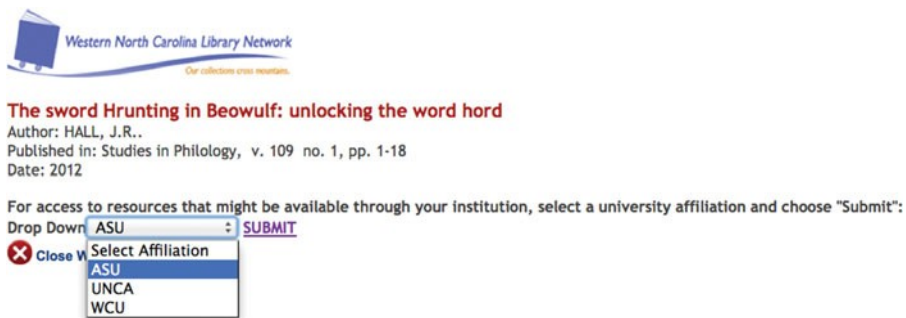 Western North Carolina Library Network
Our collections cross mountains.
The sword Hrunting in Beowulf: unlocking the word hord
Author: HALL, J.R..
Published in: Studies in Philology, v. 109 no. 1, pp. 1-18
Date: 2012
For access to resources that might be available through your institution, select a university affiliation and choose "Submit":
Drop Down ASU SUBMIT
Close W
Select Affiliation
ASU
UNCA
WCU